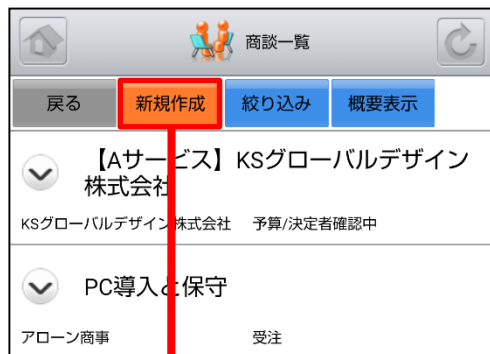 商談一覧
戻る 新規作成 絞り込み 概要表示
【Aサービス】KSグローバルデザイン
株式会社
KSグローバルデザイン株式会社 予算/決定者確認中
PC導入と保守
アローン商事 受注